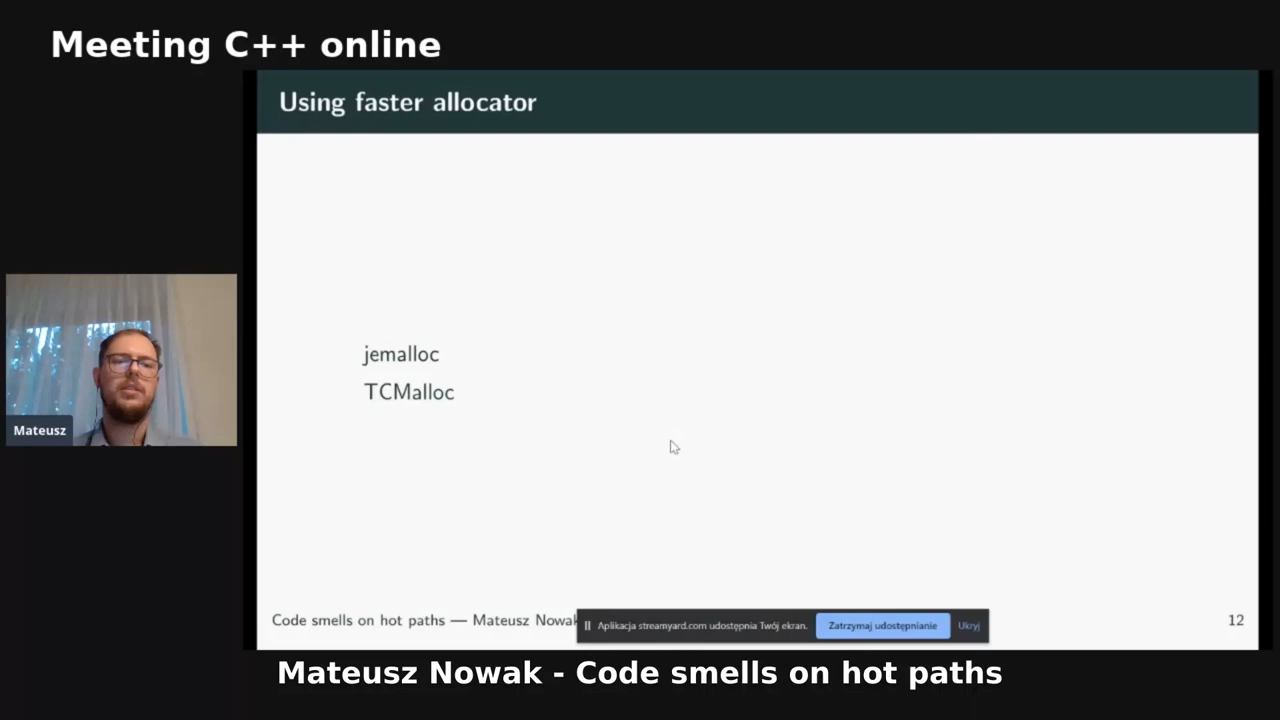 Meeting C++ online
Using faster allocator
jemalloc
TCMalloc
Mateusz
Code smells on hot paths — Mateusz Nowak
Aplikacja streamyard.com udostępnia Twój ekran. Zatrzymaj udostępnianie Ukryj
12
Mateusz Nowak - Code smells on hot paths